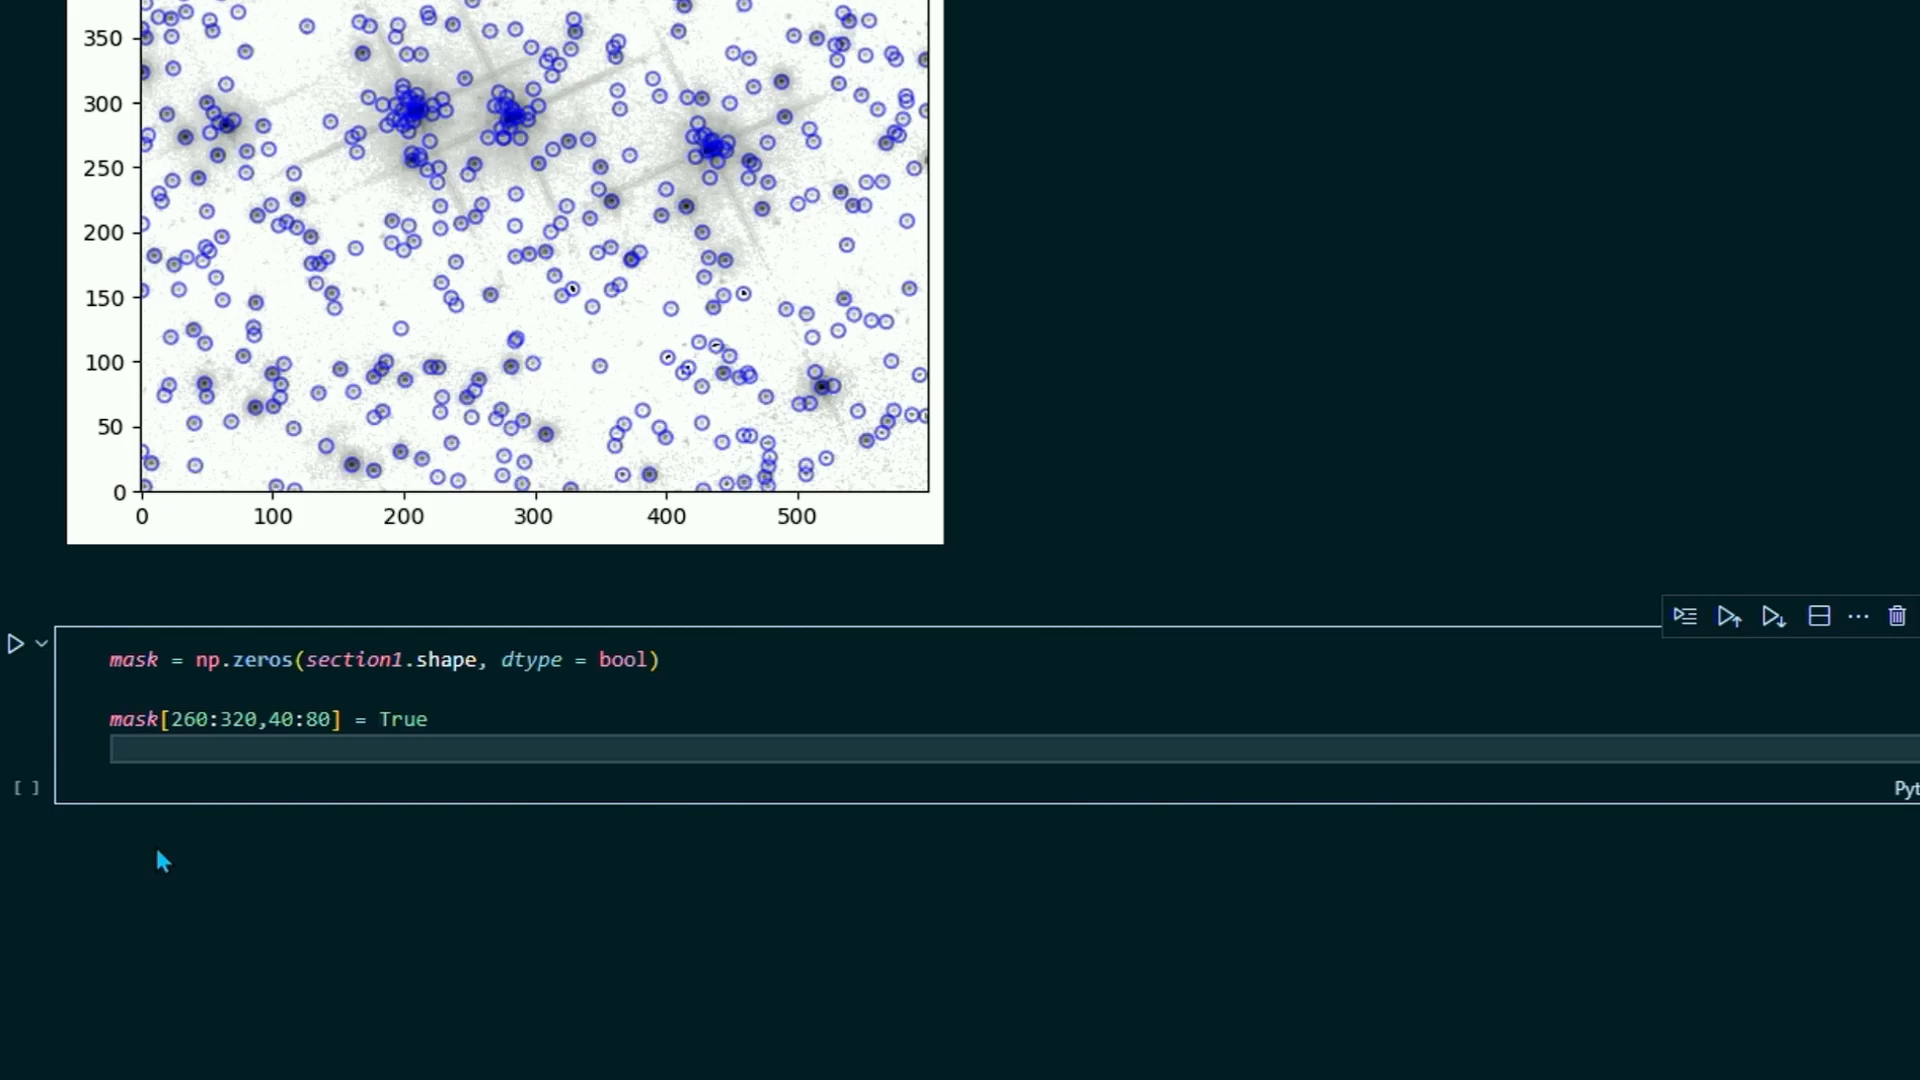 350
300
250
200
150
100
50
0
0 100 200 300 400 500
mask = np.zeros(section1.shape, dtype = bool)
mask[260:320,40:80] = True
[ ]
Pyt